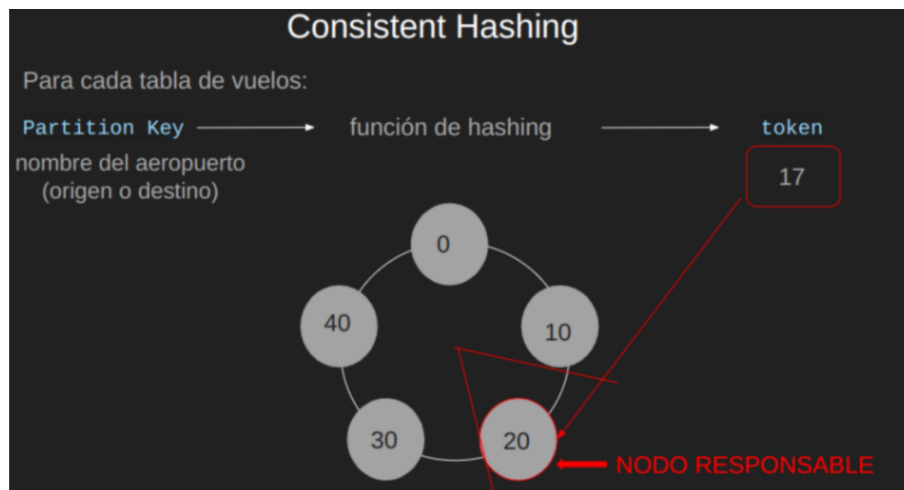 Consistent Hashing
Para cada tabla de vuelos:
Partition Key
función de hashing
token
nombre del aeropuerto
(origen o destino)
17
0
40
10
30
20
NODO RESPONSABLE